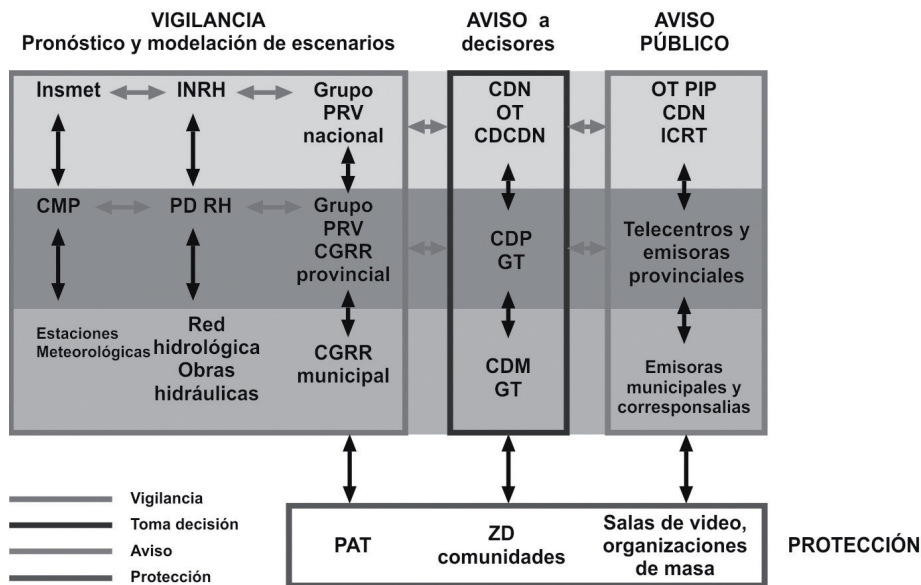 VIGILANCIA
Pronóstico y modelación de escenarios
AVISO a
decisores
AVISO
PÚBLICO
Insmet
INRH
Grupo
PRV
nacional
CDN
OT
CDCDN
OT PIP
CDN
ICRT
CMP
PD RH
Grupo
PRV
CGRR
provincial
CDP
GT
Telecentros y
emisoras
provinciales
Estaciones
Meteorológicas
Red
hidrológica
Obras
hidráulicas
CGRR
municipal
CDM
GT
Emisoras
municipales y
corresponsalias
Vigilancia
Toma decisión
Aviso
Protección
PAT
ZD
comunidades
Salas de video,
organizaciones
de masa
PROTECCIÓN